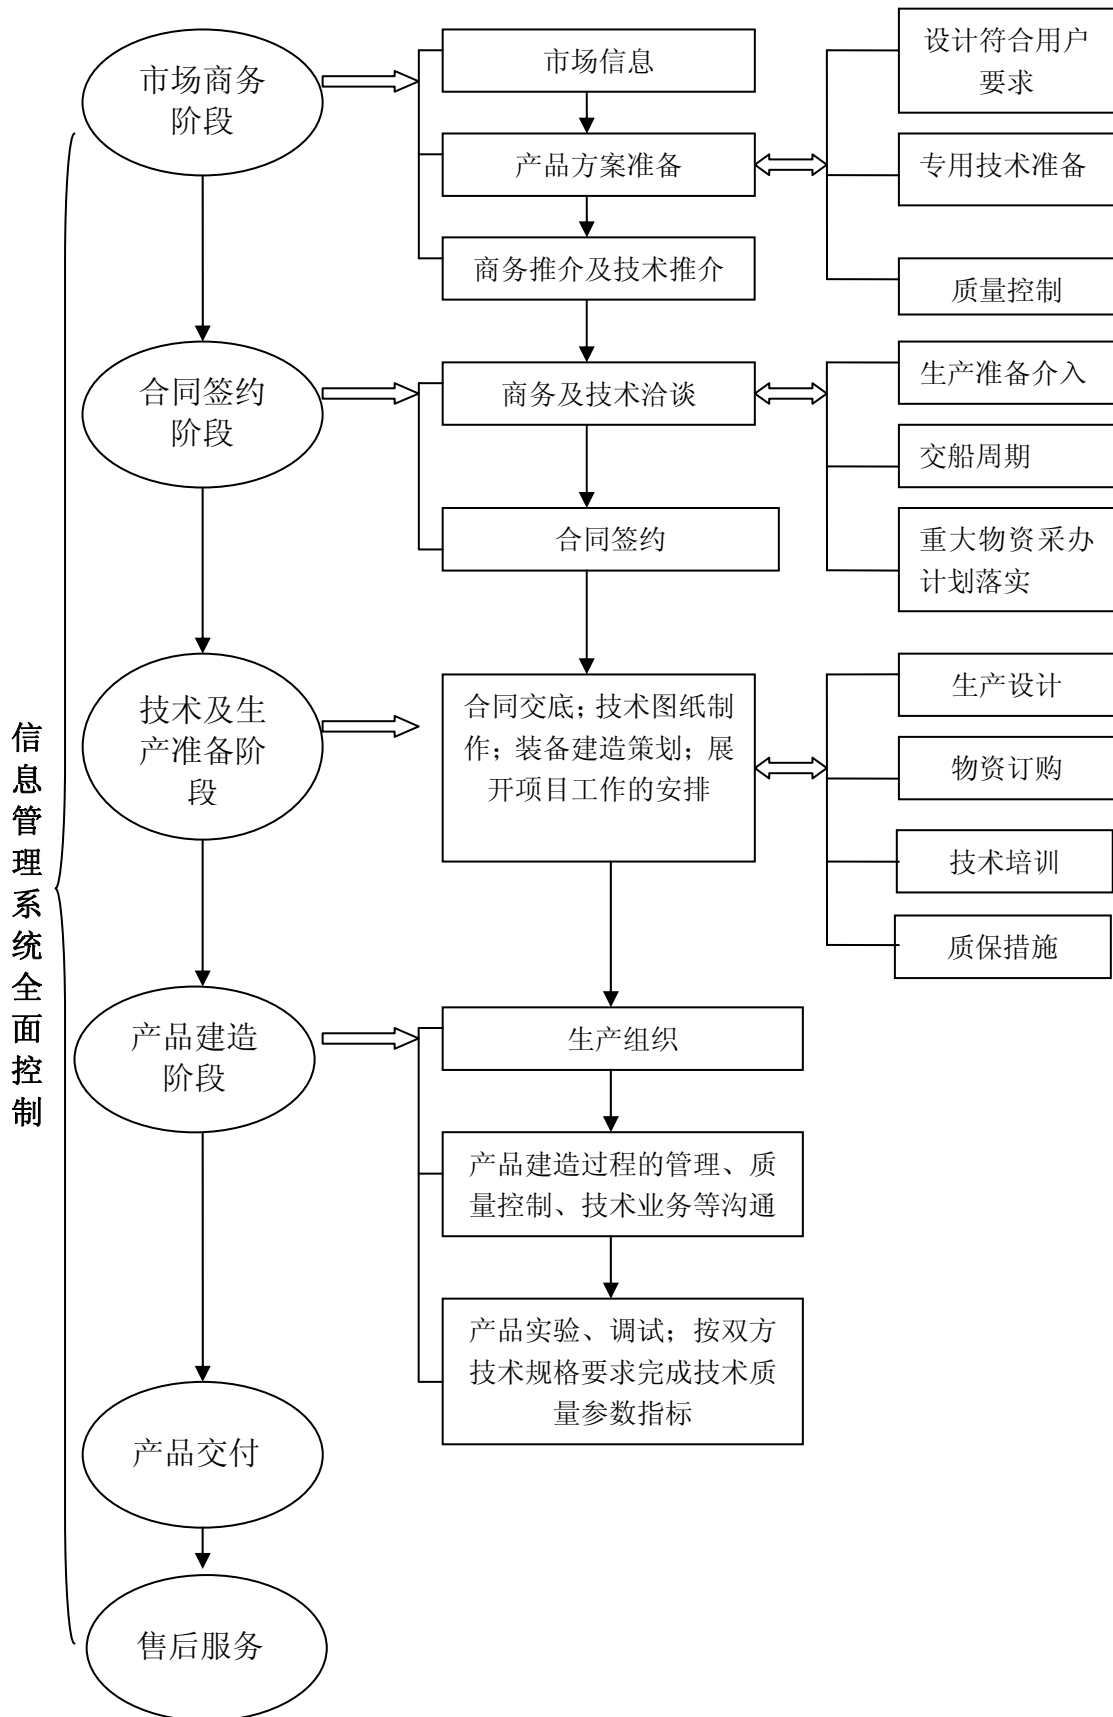 市场商务
阶段
市场信息
设计符合用户
要求
产品方案准备
专用技术准备
商务推介及技术推介
质量控制
合同签约
阶段
商务及技术洽谈
生产准备介入
交船周期
合同签约
重大物资采办
计划落实
技术及生
产准备阶
段
合同交底；技术图纸制
作；装备建造策划；展
开项目工作的安排
生产设计
物资订购
技术培训
质保措施
信息管理系统全面控制
产品建造
阶段
生产组织
产品建造过程的管理、质
量控制、技术业务等沟通
产品实验、调试；按双方
技术规格要求完成技术质
量参数指标
产品交付
售后服务